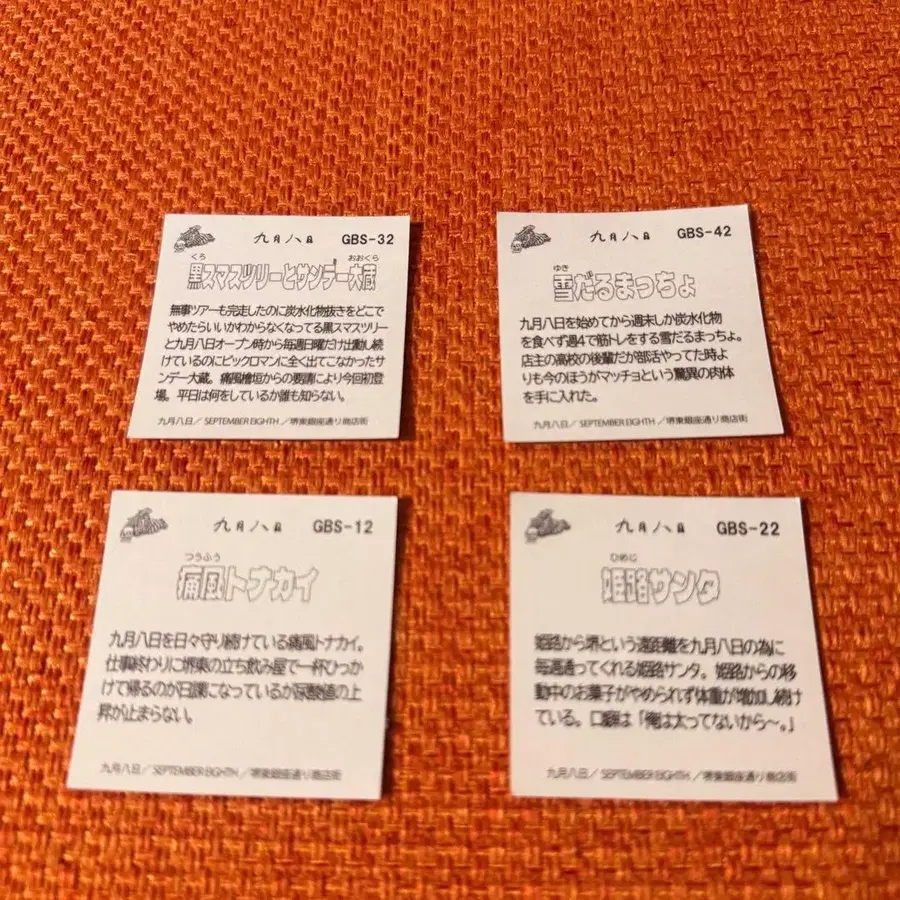 九月八日 GBS-32
くろ おおくら
黒スマスツリーとサンデー大蔵
無事ツアーも完走したのに炭水化物抜きをどこで
やめたらいいかわからなくなってる黒スマスツリー
と九月八日オープン時から毎週日曜だけ出勤し続
けているのにビックロマンに全く出てこなかったサ
ンデー大蔵。痛風檜垣からの要請により今回初登
場。平日は何をしているか誰も知らない。
九月八日/SEPTEMBER EIGHTH/堺東銀座通り商店街
九月八日 GBS-42
ゆき
雪だるまっちょ
九月八日を始めてから週末しか炭水化物
を食べず週4で筋トレをする雪だるまっちょ。
店主の高校の後輩だが部活やってた時よ
りも今のほうがマッチョという驚異の肉体
を手に入れた。
九月八日/SEPTEMBER EIGHTH/堺東銀座通り商店街
九月八日 GBS-12
つうふう
痛風トナカイ
九月八日を日々守り続けている痛風トナカイ。
仕事終わりに堺東の立ち飲み屋で一杯ひっか
けて帰るのが日課になっているが尿酸値の上
昇が止まらない。
九月八日/SEPTEMBER EIGHTH/堺東銀座通り商店街
九月八日 GBS-22
ひめじ
姫路サンタ
姫路から堺という遠距離を九月八日の為に
毎週通ってくれる姫路サンタ。姫路からの移
動中のお菓子がやめられず体重が増加し続け
ている。口癖は「俺は太ってないから～。」
九月八日/SEPTEMBER EIGHTH/堺東銀座通り商店街